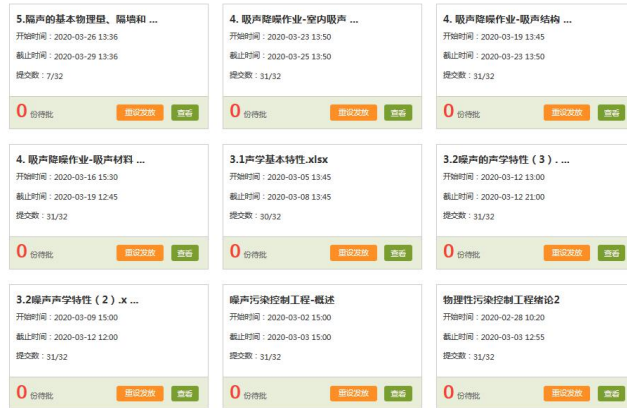 5.隔声的基本物理量、隔墙和 ...
开始时间：2020-03-26 13:36
截止时间：2020-03-29 13:36
提交数：7/32
0 份待批 重设发放 查看
4. 吸声降噪作业-室内吸声 ...
开始时间：2020-03-23 13:50
截止时间：2020-03-25 13:50
提交数：31/32
0 份待批 重设发放 查看
4. 吸声降噪作业-吸声结构 ...
开始时间：2020-03-19 13:45
截止时间：2020-03-23 13:50
提交数：31/32
0 份待批 重设发放 查看
4. 吸声降噪作业-吸声材料 ...
开始时间：2020-03-16 15:30
截止时间：2020-03-19 12:45
提交数：31/32
0 份待批 重设发放 查看
3.1声学基本特性.xlsx
开始时间：2020-03-05 13:45
截止时间：2020-03-08 13:45
提交数：30/32
0 份待批 重设发放 查看
3.2噪声的声学特性（3）. ...
开始时间：2020-03-12 13:00
截止时间：2020-03-12 21:00
提交数：31/32
0 份待批 重设发放 查看
3.2噪声声学特性（2）.x ...
开始时间：2020-03-09 15:00
截止时间：2020-03-12 12:00
提交数：31/32
0 份待批 重设发放 查看
噪声污染控制工程-概述
开始时间：2020-03-02 15:00
截止时间：2020-03-03 15:00
提交数：31/32
0 份待批 重设发放 查看
物理性污染控制工程绪论2
开始时间：2020-02-28 10:20
截止时间：2020-03-03 12:55
提交数：31/32
0 份待批 重设发放 查看